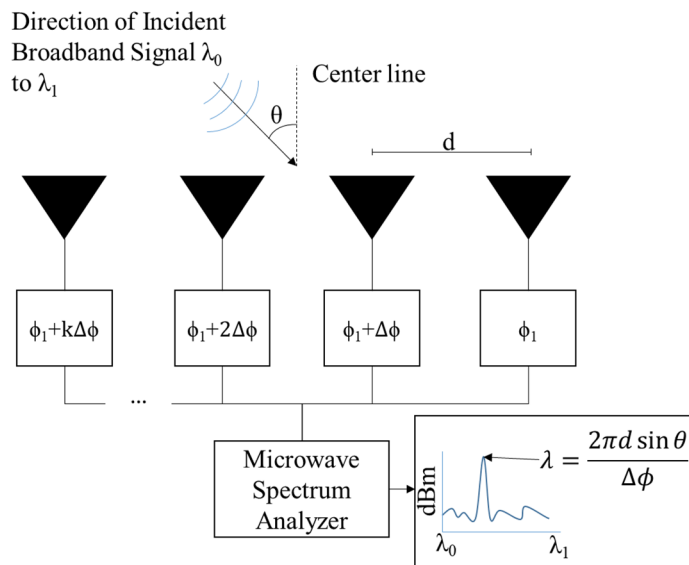 Direction of Incident
Broadband Signal λ₀
to λ₁
Center line
θ
d
ϕ₁+kΔϕ
ϕ₁+2Δϕ
ϕ₁+Δϕ
ϕ₁
...
Microwave
Spectrum
Analyzer
dBm
λ = 2πd sin θ / Δϕ
λ₀
λ₁